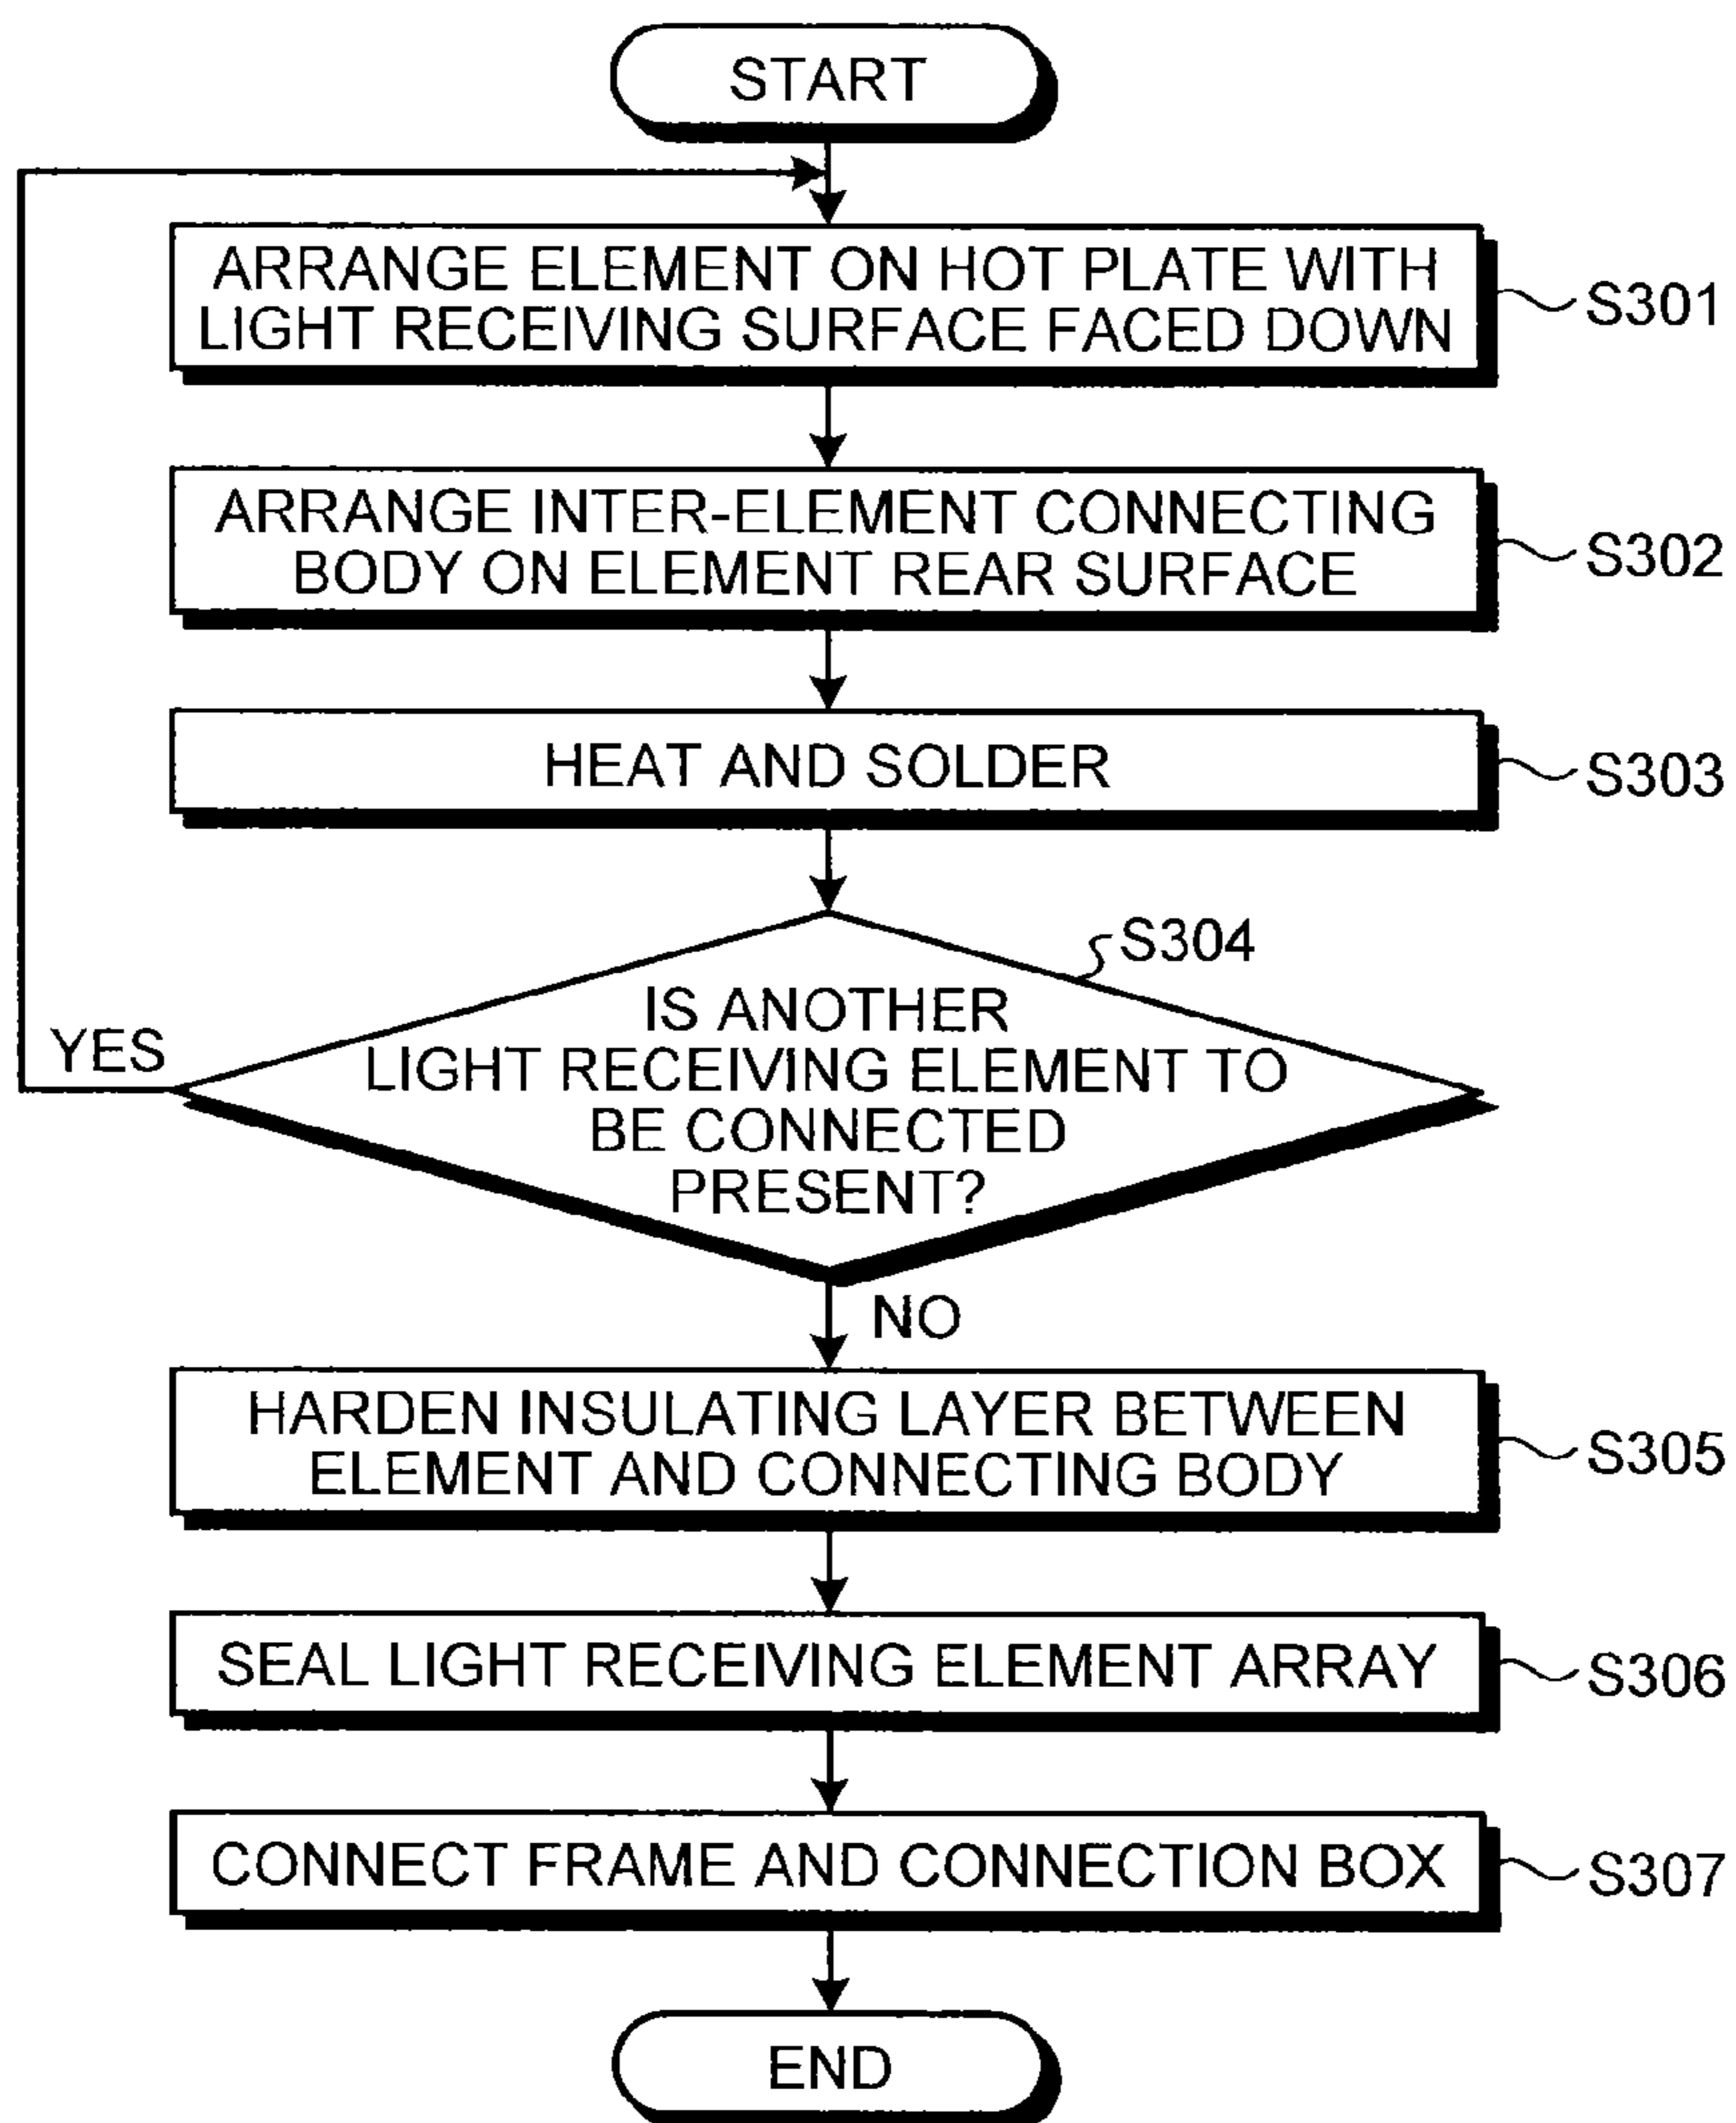 START
ARRANGE ELEMENT ON HOT PLATE WITH
LIGHT RECEIVING SURFACE FACED DOWN
S301
ARRANGE INTER-ELEMENT CONNECTING
BODY ON ELEMENT REAR SURFACE
S302
HEAT AND SOLDER
S303
S304
IS ANOTHER
LIGHT RECEIVING ELEMENT TO
BE CONNECTED
PRESENT?
YES
NO
HARDEN INSULATING LAYER BETWEEN
ELEMENT AND CONNECTING BODY
S305
SEAL LIGHT RECEIVING ELEMENT ARRAY
S306
CONNECT FRAME AND CONNECTION BOX
S307
END